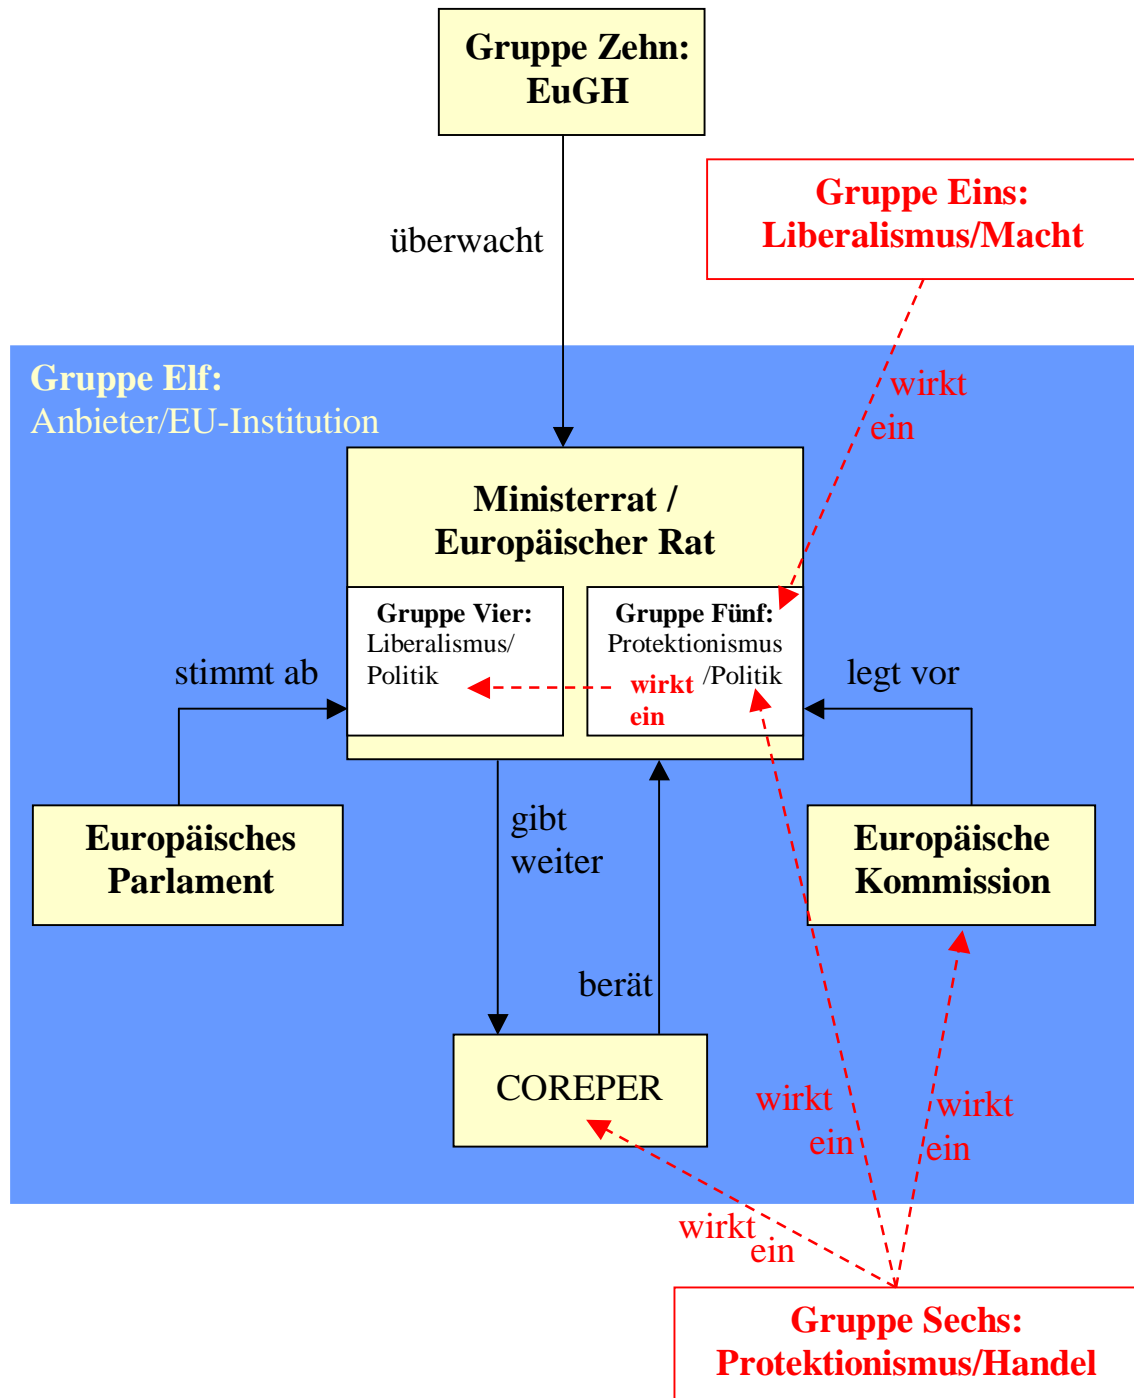 Gruppe Zehn:
EuGH
Gruppe Eins:
Liberalismus/Macht
überwacht
Gruppe Elf:
Anbieter/EU-Institution
wirkt
ein
Ministerrat /
Europäischer Rat
Gruppe Vier:
Liberalismus/
Politik
Gruppe Fünf:
Protektionismus
/Politik
wirkt
ein
stimmt ab
legt vor
Europäisches
Parlament
gibt
weiter
Europäische
Kommission
berät
COREPER
wirkt
ein
wirkt
ein
wirkt
ein
Gruppe Sechs:
Protektionismus/Handel